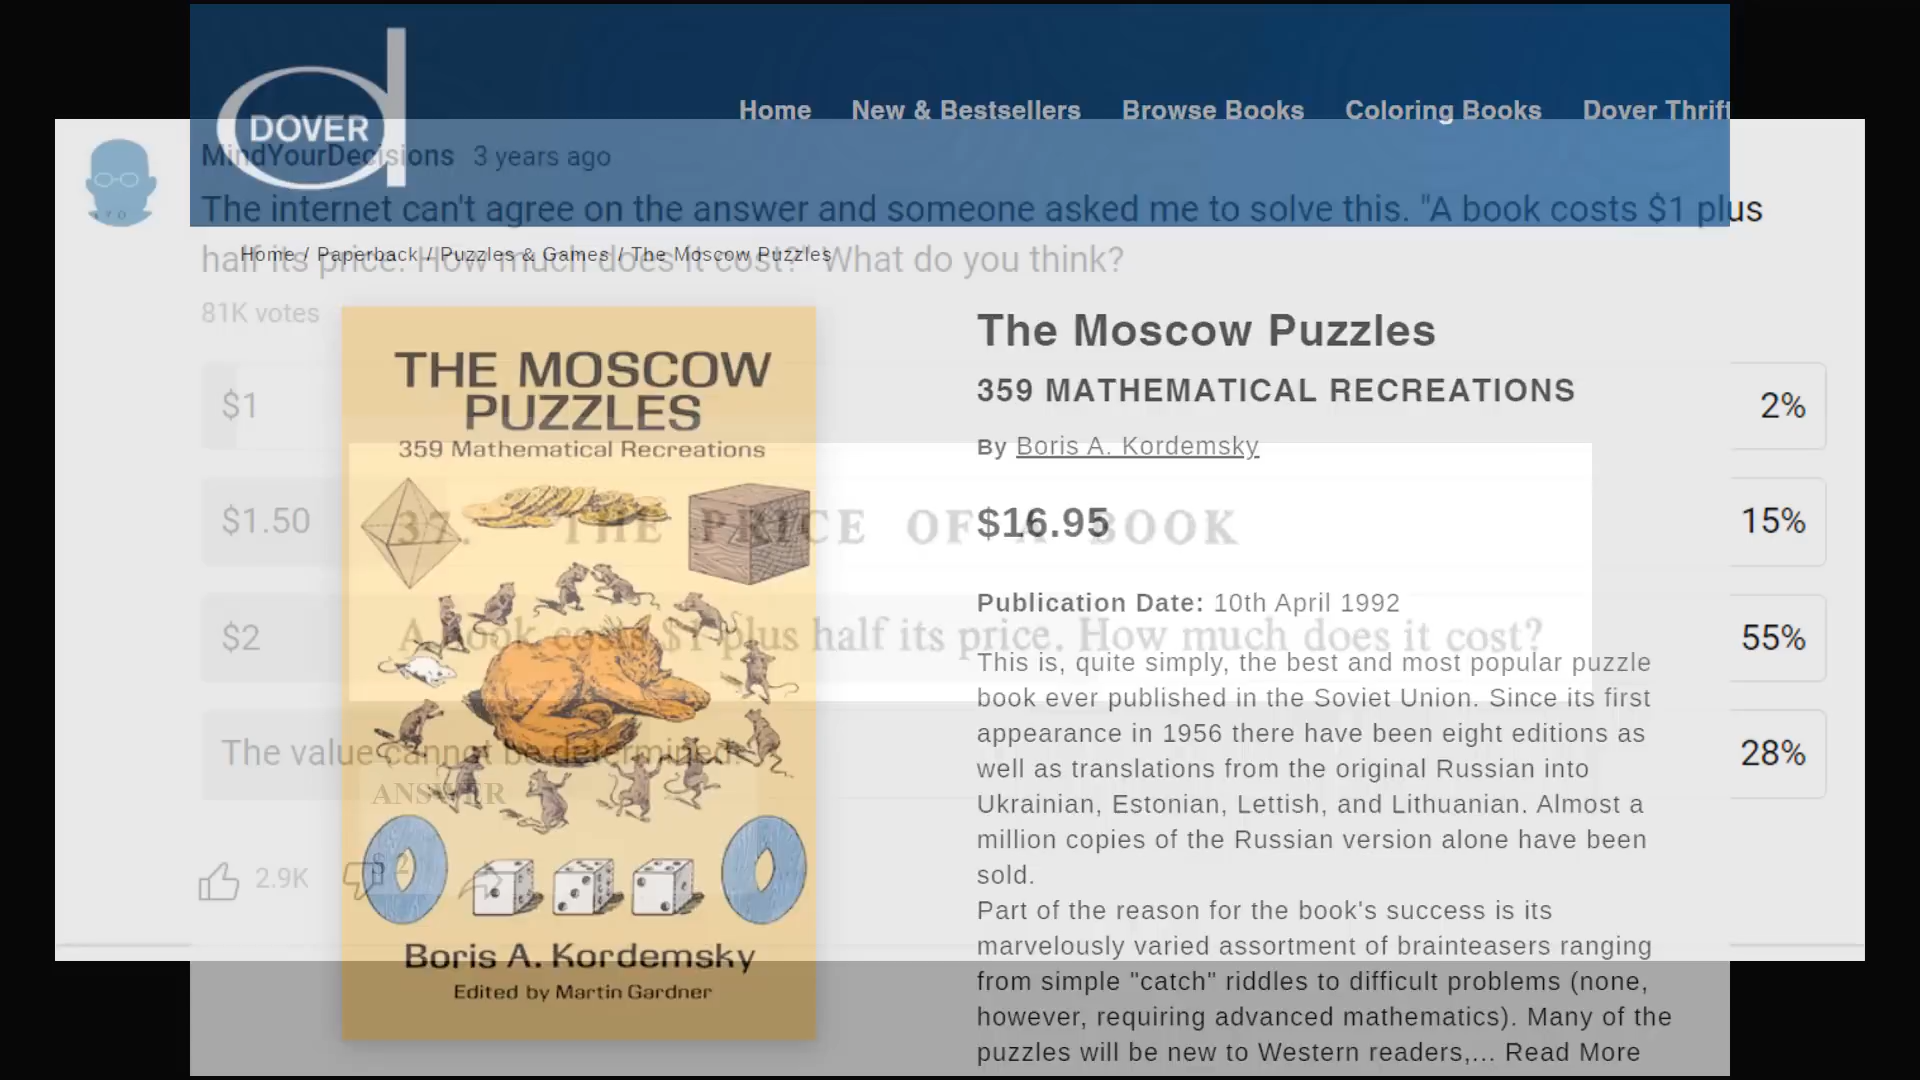 DOVER
Home New & Bestsellers Browse Books Coloring Books Dover Thrift
MindYourDecisions 3 years ago
The internet can't agree on the answer and someone asked me to solve this. "A book costs $1 plus
half its price. How much does it cost?" What do you think?
Home / Paperback / Puzzles & Games / The Moscow Puzzles
81K votes
$1 2%
$1.50 15%
$2 55%
The value cannot be determined. 28%
2.9K
THE MOSCOW
PUZZLES
359 Mathematical Recreations
Boris A. Kordemsky
Edited by Martin Gardner
37. THE PRICE OF A BOOK
A book costs $1 plus half its price. How much does it cost?
ANSWER
$2
The Moscow Puzzles
359 MATHEMATICAL RECREATIONS
By Boris A. Kordemsky
$16.95
Publication Date: 10th April 1992
This is, quite simply, the best and most popular puzzle
book ever published in the Soviet Union. Since its first
appearance in 1956 there have been eight editions as
well as translations from the original Russian into
Ukrainian, Estonian, Lettish, and Lithuanian. Almost a
million copies of the Russian version alone have been
sold.
Part of the reason for the book's success is its
marvelously varied assortment of brainteasers ranging
from simple "catch" riddles to difficult problems (none,
however, requiring advanced mathematics). Many of the
puzzles will be new to Western readers,... Read More